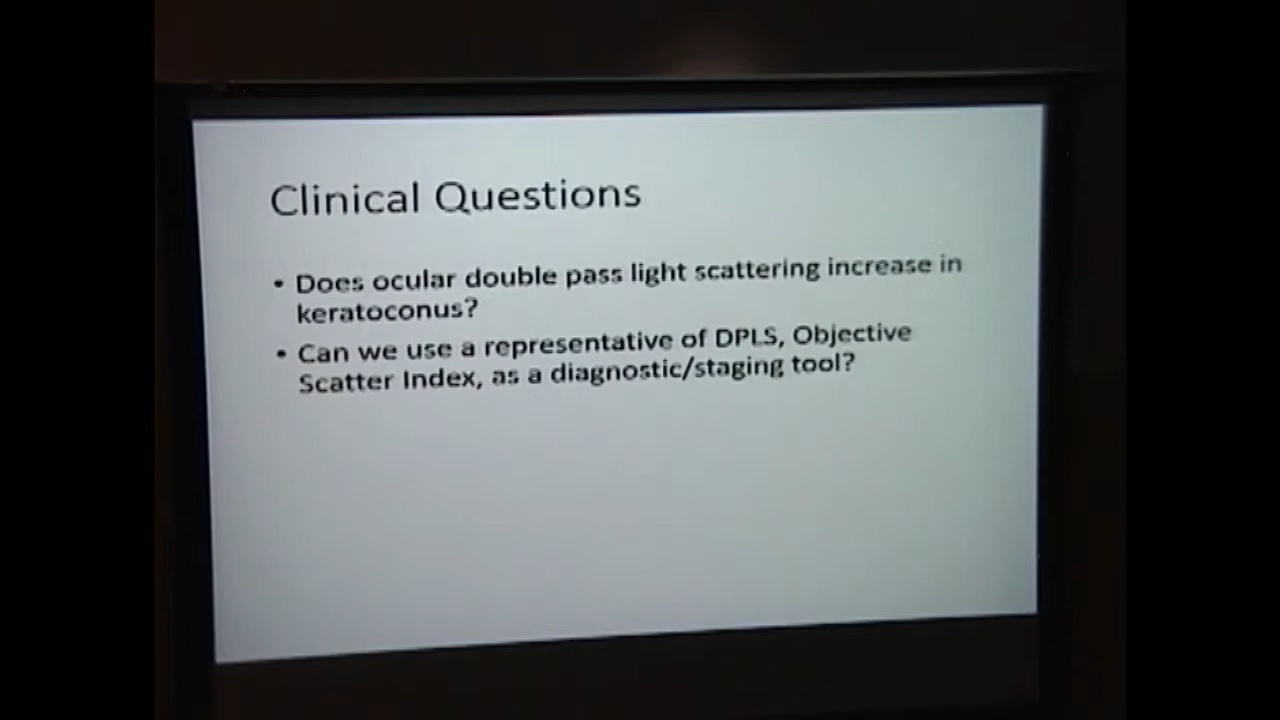 Clinical Questions
• Does ocular double pass light scattering increase in
keratoconus?
• Can we use a representative of DPLS, Objective
Scatter Index, as a diagnostic/staging tool?